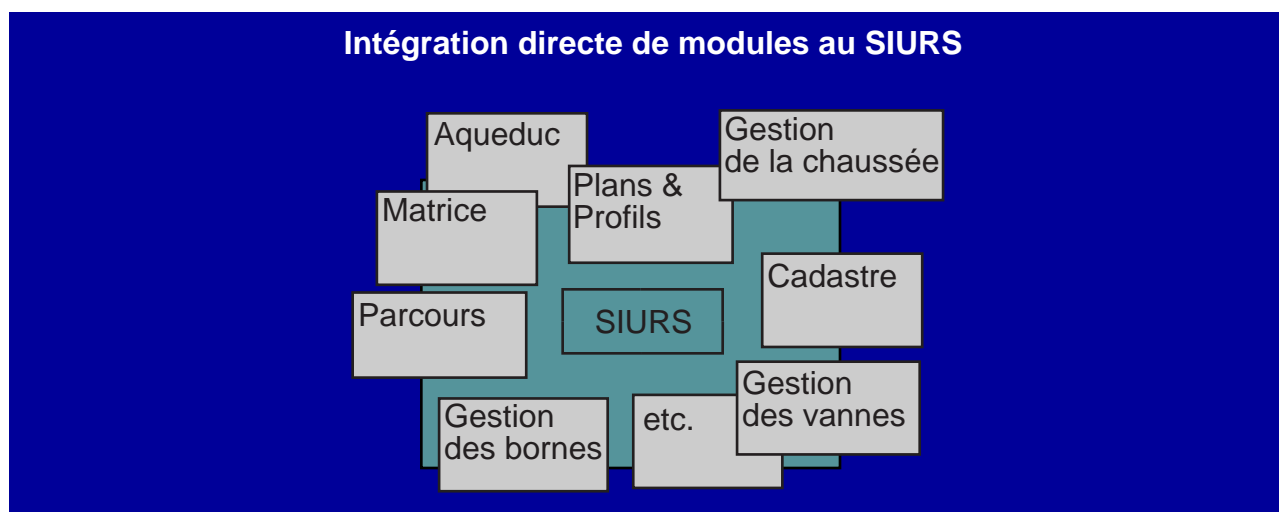 Intégration directe de modules au SIURS
Aqueduc
Gestion
de la chaussée
Plans &
Profils
Matrice
Cadastre
Parcours
SIURS
Gestion
des vannes
Gestion
des bornes
etc.